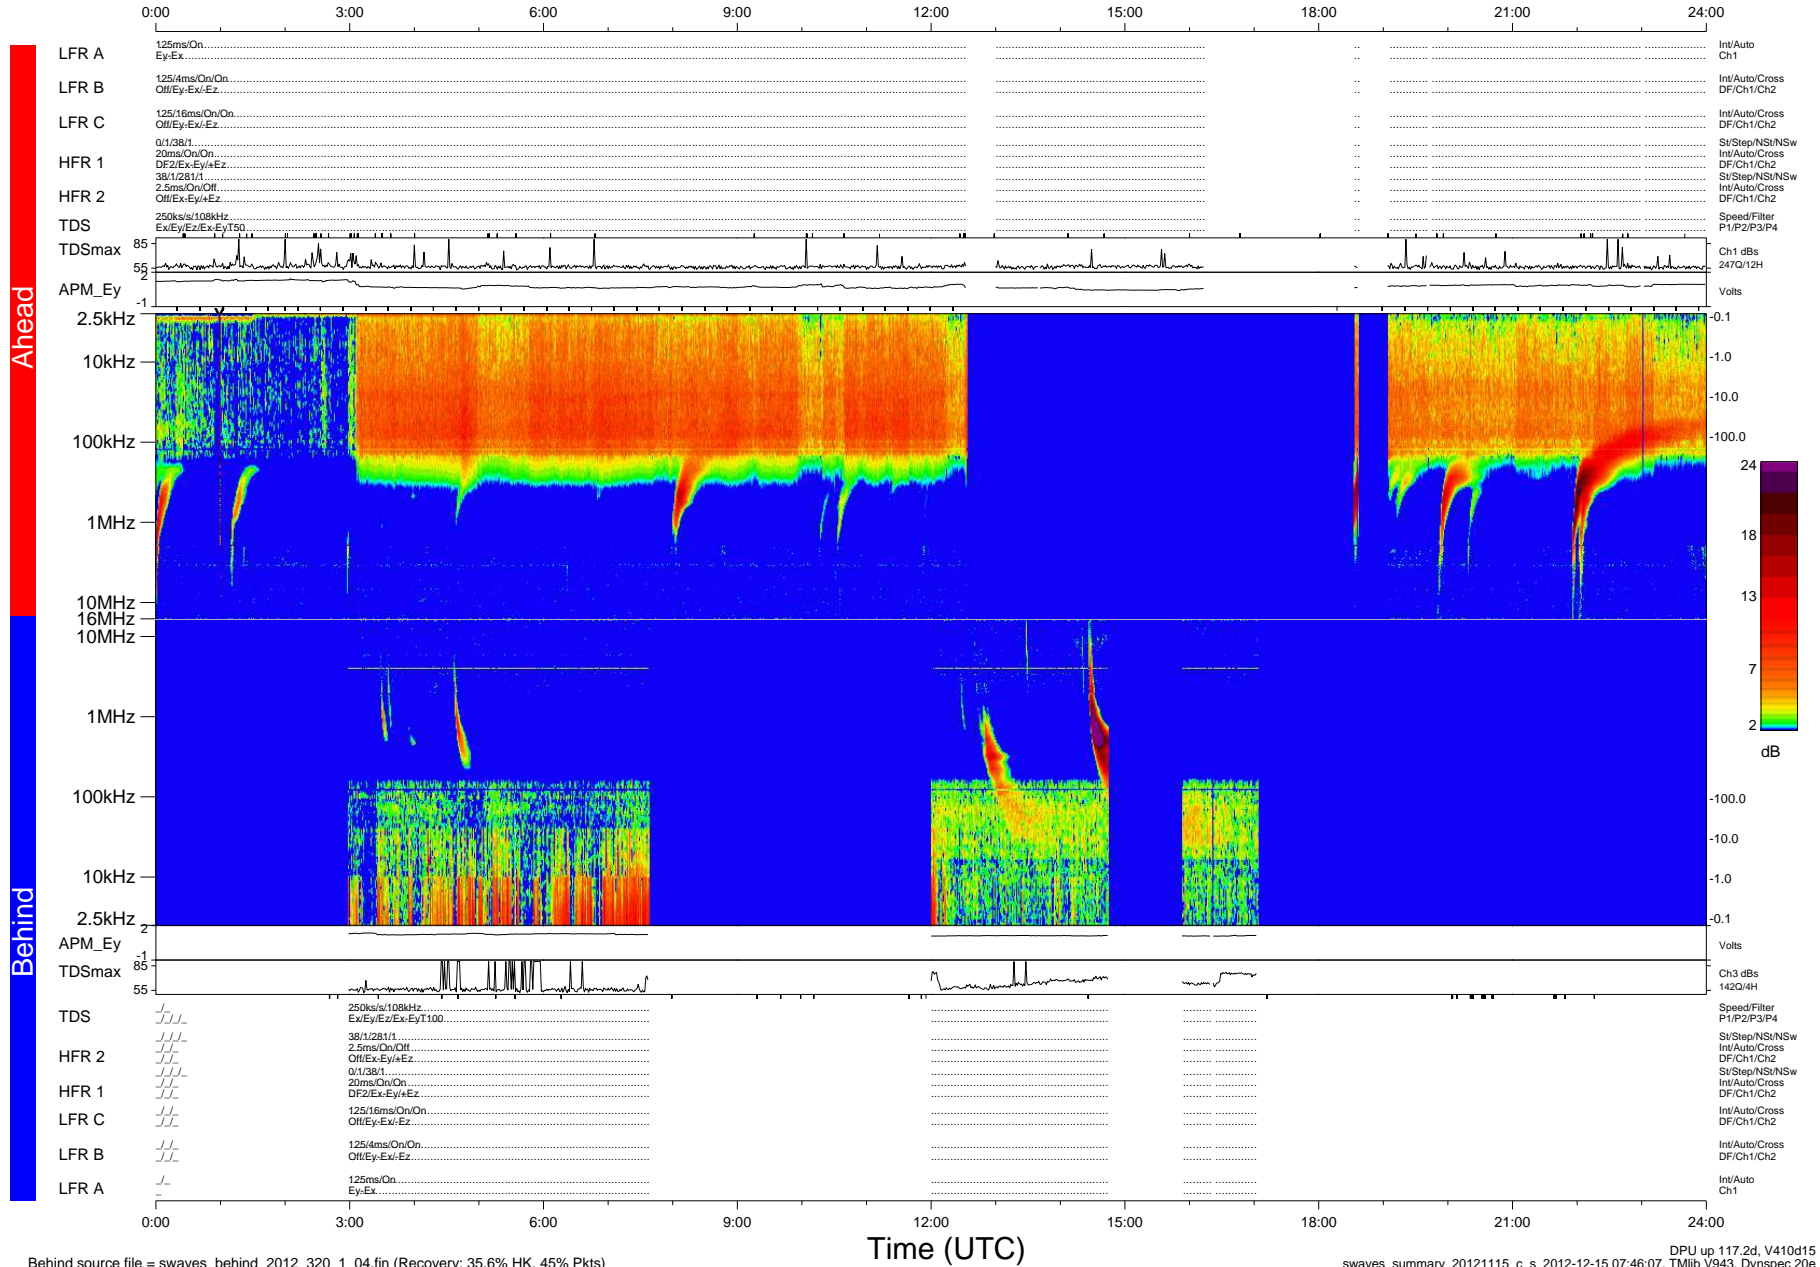 0:00 3:00 6:00 9:00 12:00 15:00 18:00 21:00 24:00
LFR A 125ms/On Int/Auto
Ey-Ex Ch1
LFR B 125/4ms/On/On Int/Auto/Cross
Off/Ey-Ex/-Ez DF/Ch1/Ch2
LFR C 125/16ms/On/On Int/Auto/Cross
Off/Ey-Ex/-Ez DF/Ch1/Ch2
0/1/38/1 St/Step/NSt/NSw
HFR 1 20ms/On/On Int/Auto/Cross
DF2/Ex-Ey/+Ez DF/Ch1/Ch2
38/1/281/1 St/Step/NSt/NSw
HFR 2 2.5ms/On/Off Int/Auto/Cross
Off/Ex-Ey/+Ez DF/Ch1/Ch2
TDS 250ks/s/108kHz Speed/Filter
Ex/Ey/Ez/Ex-EyT50 P1/P2/P3/P4
TDSmax 85 Ch1 dBs
55 247Q/12H
APM_Ey 2 Volts
-1
Ahead
2.5kHz -0.1
10kHz -1.0
-10.0
100kHz -100.0
1MHz
10MHz
16MHz
24
18
13
7
2
dB
Behind
10MHz
1MHz
100kHz -100.0
-10.0
10kHz -1.0
2.5kHz -0.1
APM_Ey 2 Volts
-1
TDSmax 85 Ch3 dBs
55 142Q/4H
TDS _/_ 250ks/s/108kHz Speed/Filter
_/_/_/_ Ex/Ey/Ez/Ex-EyT100 P1/P2/P3/P4
_/_/_/_ 38/1/281/1 St/Step/NSt/NSw
HFR 2 _/_/_ 2.5ms/On/Off Int/Auto/Cross
_/_/_ Off/Ex-Ey/+Ez DF/Ch1/Ch2
_/_/_/_ 0/1/38/1 St/Step/NSt/NSw
HFR 1 _/_/_ 20ms/On/On Int/Auto/Cross
_/_/_ DF2/Ex-Ey/+Ez DF/Ch1/Ch2
LFR C _/_/_ 125/16ms/On/On Int/Auto/Cross
_/_/_ Off/Ey-Ex/-Ez DF/Ch1/Ch2
LFR B _/_/_ 125/4ms/On/On Int/Auto/Cross
_/_/_ Off/Ey-Ex/-Ez DF/Ch1/Ch2
LFR A _/_ 125ms/On Int/Auto
_ Ey-Ex Ch1
0:00 3:00 6:00 9:00 12:00 15:00 18:00 21:00 24:00
Time (UTC)
DPU up 117.2d, V410d15
Behind source file = swaves_behind_2012_320_1_04.fin (Recovery: 35.6% HK, 45% Pkts)
swaves_summary_20121115_c_s 2012-12-15 07:46:07, TMlib V943, Dynspec 20e